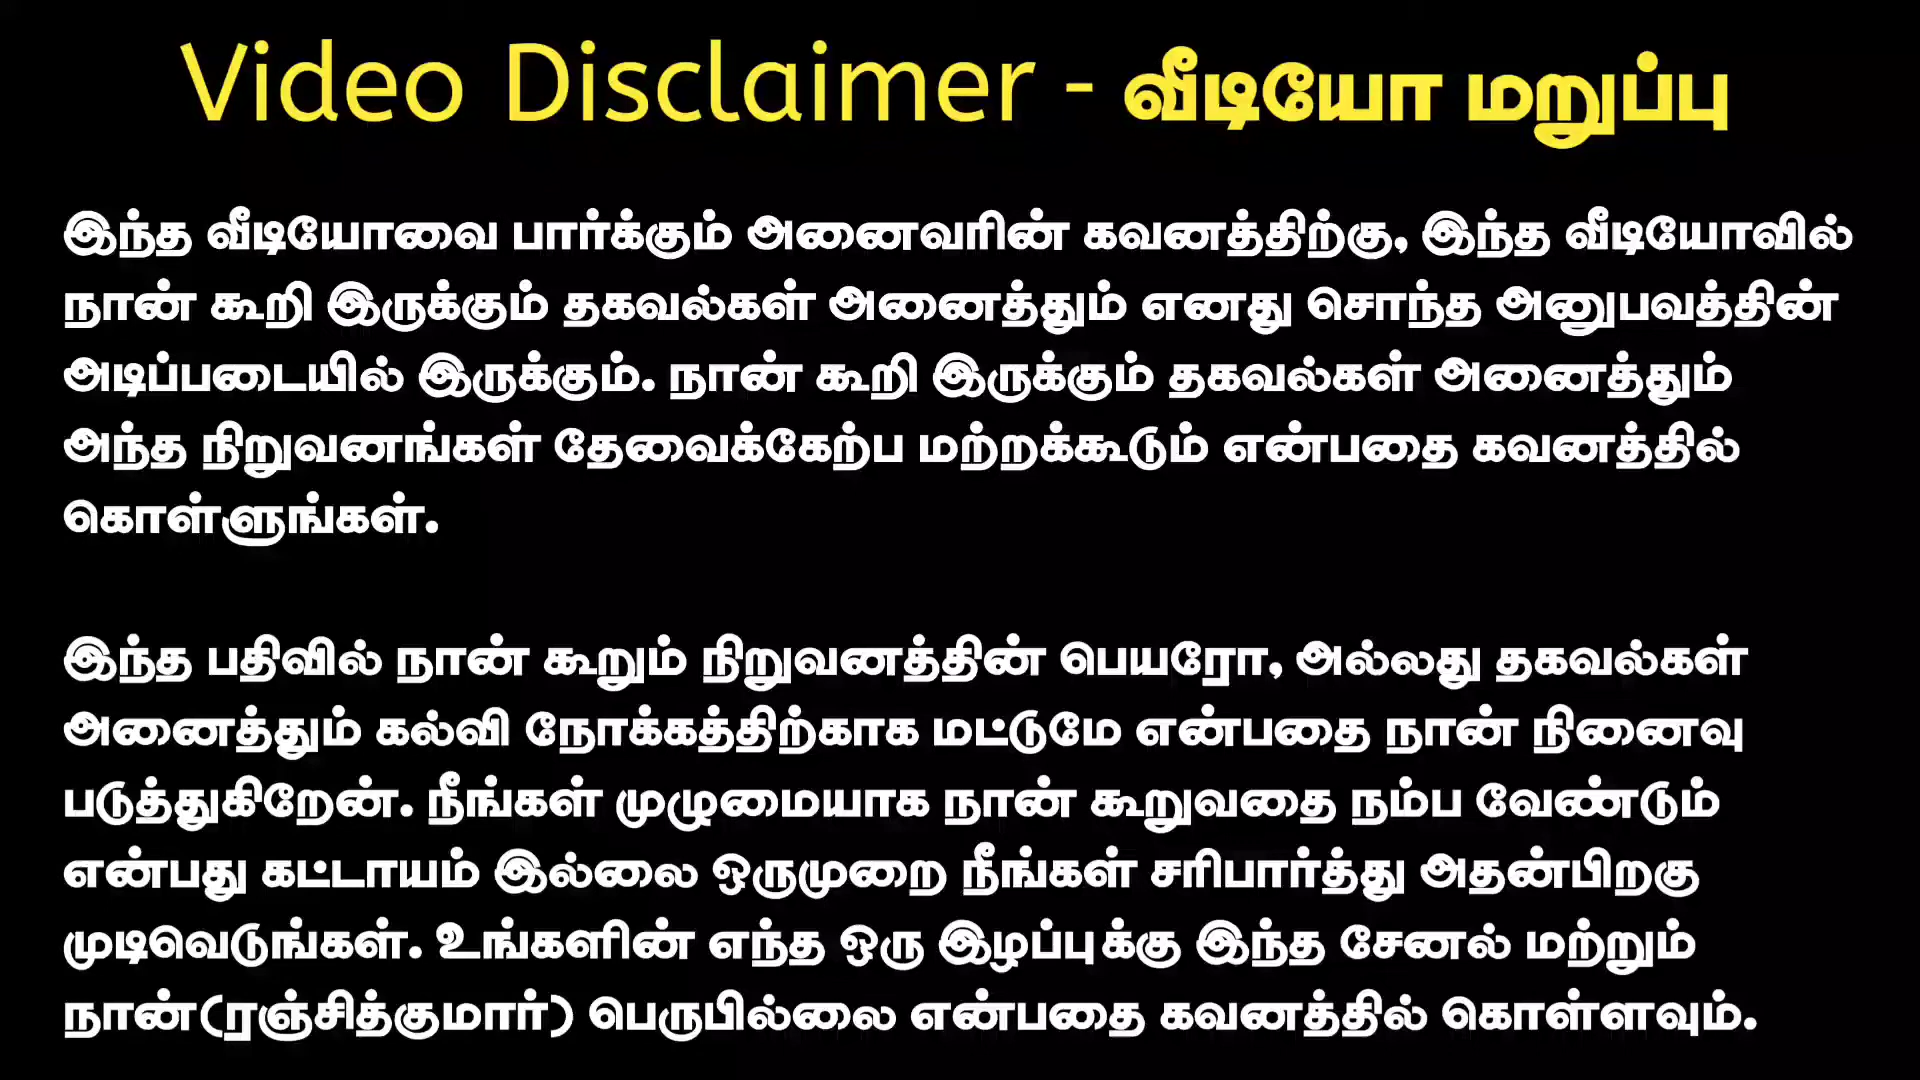 Video Disclaimer - வீடியோ மறுப்பு
இந்த வீடியோவை பார்க்கும் அனைவரின் கவனத்திற்கு, இந்த வீடியோவில்
நான் கூறி இருக்கும் தகவல்கள் அனைத்தும் எனது சொந்த அனுபவத்தின்
அடிப்படையில் இருக்கும். நான் கூறி இருக்கும் தகவல்கள் அனைத்தும்
அந்த நிறுவனங்கள் தேவைக்கேற்ப மற்றக்கூடும் என்பதை கவனத்தில்
கொள்ளுங்கள்.
இந்த பதிவில் நான் கூறும் நிறுவனத்தின் பெயரோ, அல்லது தகவல்கள்
அனைத்தும் கல்வி நோக்கத்திற்காக மட்டுமே என்பதை நான் நினைவு
படுத்துகிறேன். நீங்கள் முழுமையாக நான் கூறுவதை நம்ப வேண்டும்
என்பது கட்டாயம் இல்லை ஒருமுறை நீங்கள் சரிபார்த்து அதன்பிறகு
முடிவெடுங்கள். உங்களின் எந்த ஒரு இழப்புக்கு இந்த சேனல் மற்றும்
நான்(ரஞ்சித்குமார்) பெருபில்லை என்பதை கவனத்தில் கொள்ளவும்.